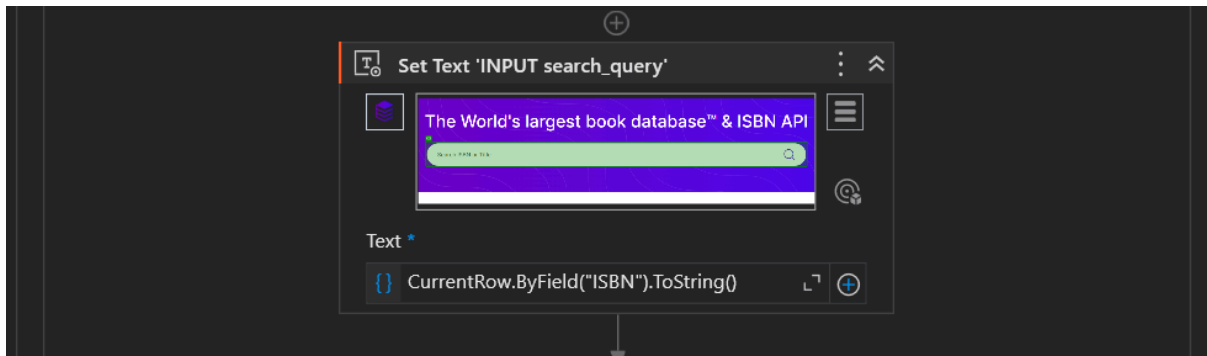 Set Text 'INPUT search_query'
The World's largest book database™ & ISBN API
Text *
{} CurrentRow.ByField("ISBN").ToString()